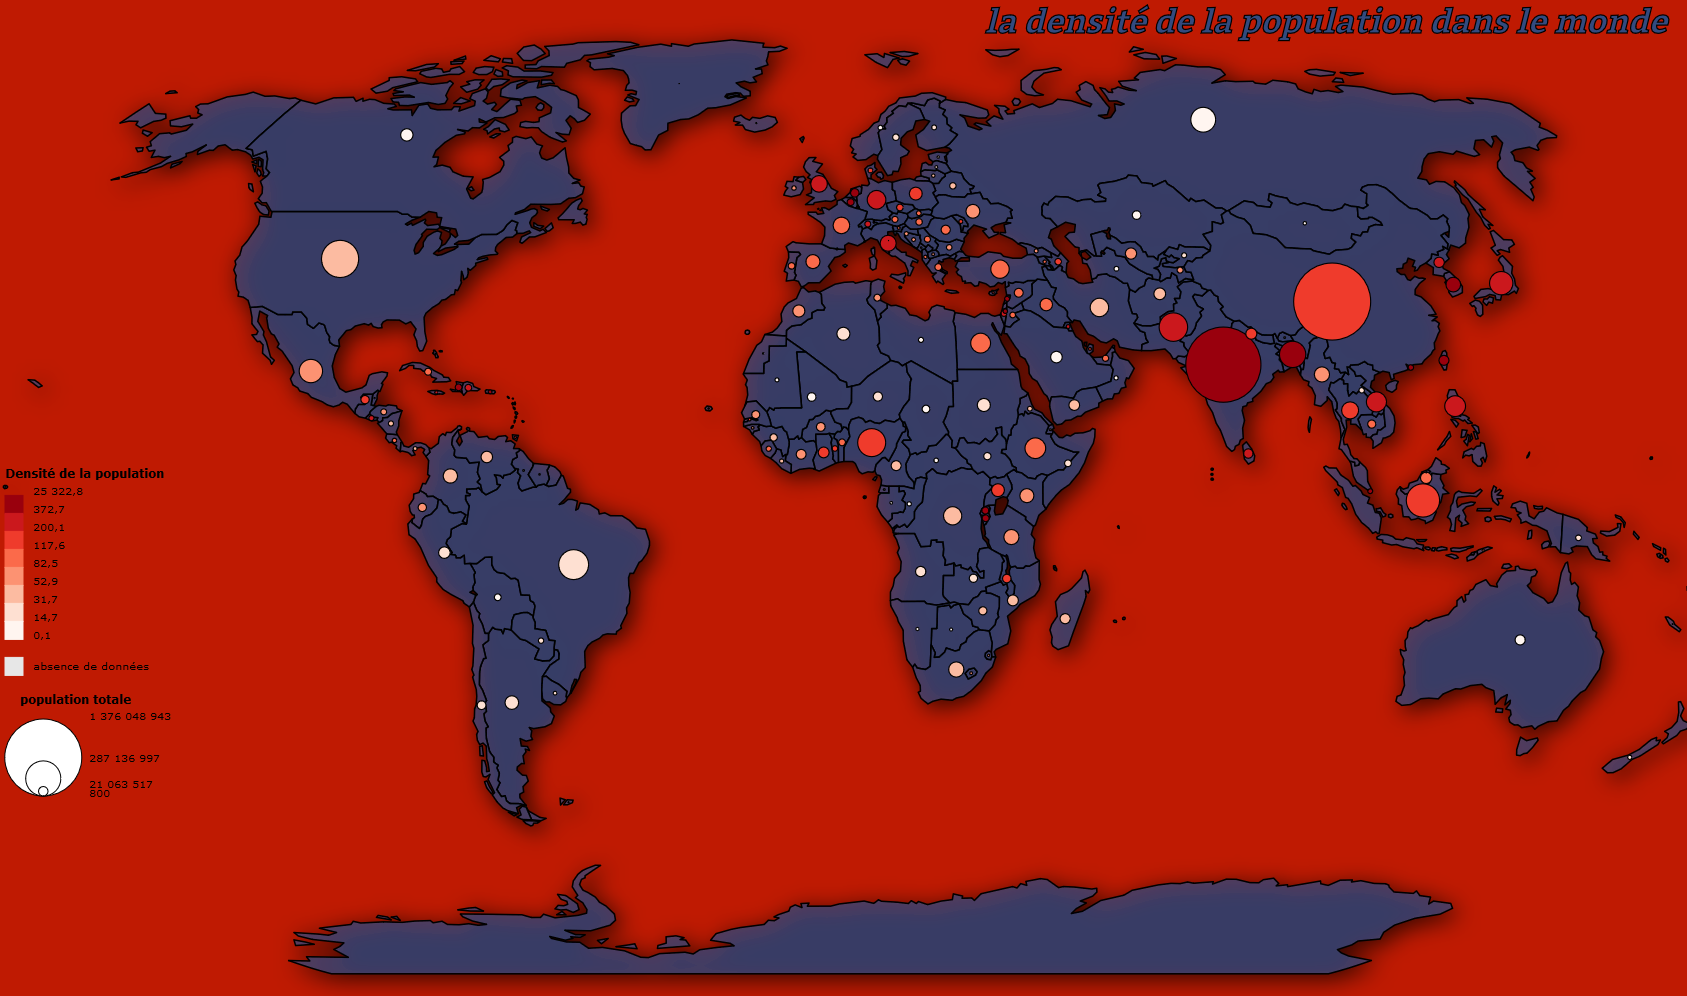 la densité de la population dans le monde
Densité de la population
25 322,8
372,7
200,1
117,6
82,5
52,9
31,7
14,7
0,1
absence de données
population totale
1 376 048 943
287 136 997
21 063 517
800